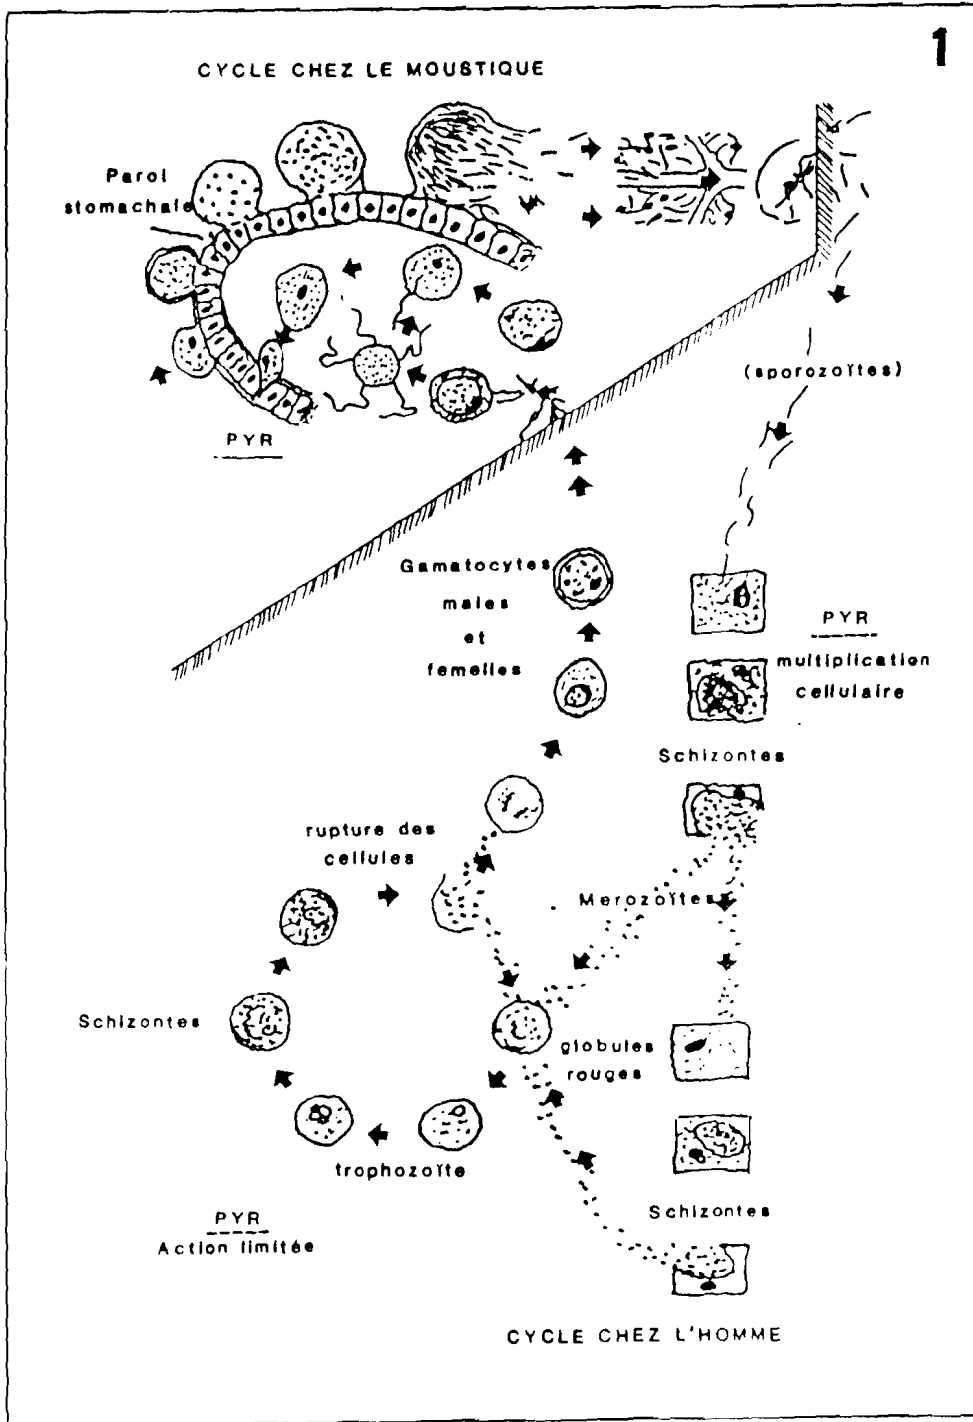 1
CYCLE CHEZ LE MOUSTIQUE
Paroi
stomachale
(sporozoïtes)
PYR
Gamatocytes
males
et
femelles
PYR
multiplication
cellulaire
Schizontes
rupture des
cellules
Merozoïtes
Schizontes
globules
rouges
trophozoïte
Schizontes
PYR
Action limitée
CYCLE CHEZ L'HOMME